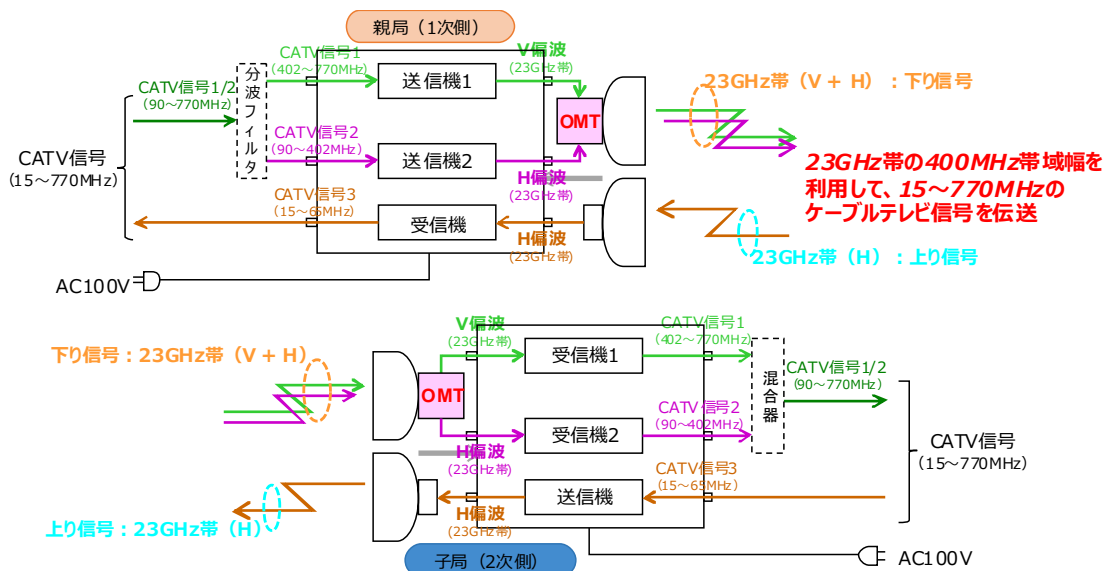 親局（1次側）
CATV信号1
（402～770MHz）
V偏波
（23GHz帯）
分波フィルタ
送信機1
CATV信号1/2
（90～770MHz）
OMT
23GHz帯（V + H）：下り信号
CATV信号2
（90～402MHz）
送信機2
CATV信号
（15～770MHz）
H偏波
（23GHz帯）
23GHz帯の400MHz帯域幅を
利用して、15～770MHzの
ケーブルテレビ信号を伝送
CATV信号3
（15～65MHz）
受信機
H偏波
（23GHz帯）
23GHz帯（H）：上り信号
AC100V
V偏波
（23GHz帯）
CATV信号1
（402～770MHz）
下り信号：23GHz帯（V + H）
受信機1
混合器
CATV信号1/2
（90～770MHz）
OMT
CATV信号2
（90～402MHz）
受信機2
H偏波
（23GHz帯）
CATV信号
（15～770MHz）
CATV信号3
（15～65MHz）
送信機
H偏波
（23GHz帯）
上り信号：23GHz帯（H）
子局（2次側）
AC100V